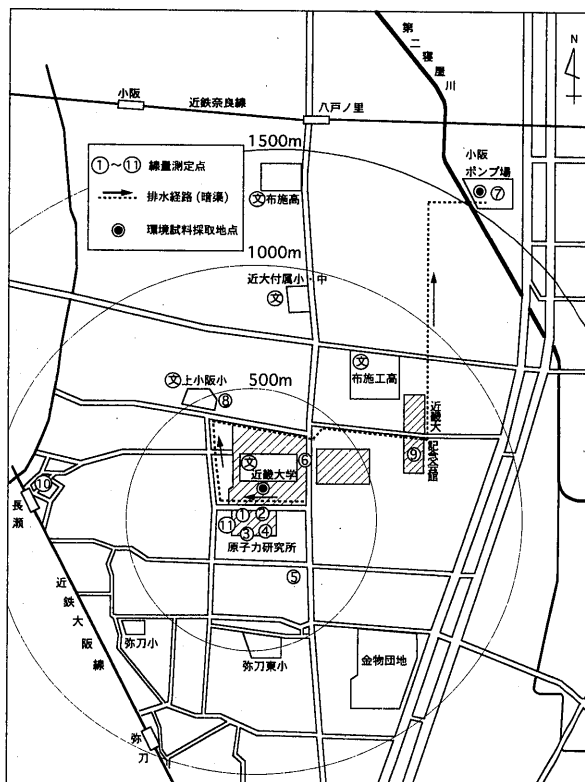 第二寝屋川
N
小阪
近鉄奈良線
八戸ノ里
1500m
小阪
ポンプ場
⑦
①～⑪ 線量測定点
排水経路(暗渠)
環境試料採取地点
文布施高
1000m
近大付属小・中
文
文
布施工高
500m
文上小阪小
⑧
近畿大記念会館
⑨
文
⑥
近畿大学
⑩
長瀬
①
②
⑪
③
④
原子力研究所
⑤
近鉄大阪線
弥刀小
弥刀東小
金物団地
弥刀